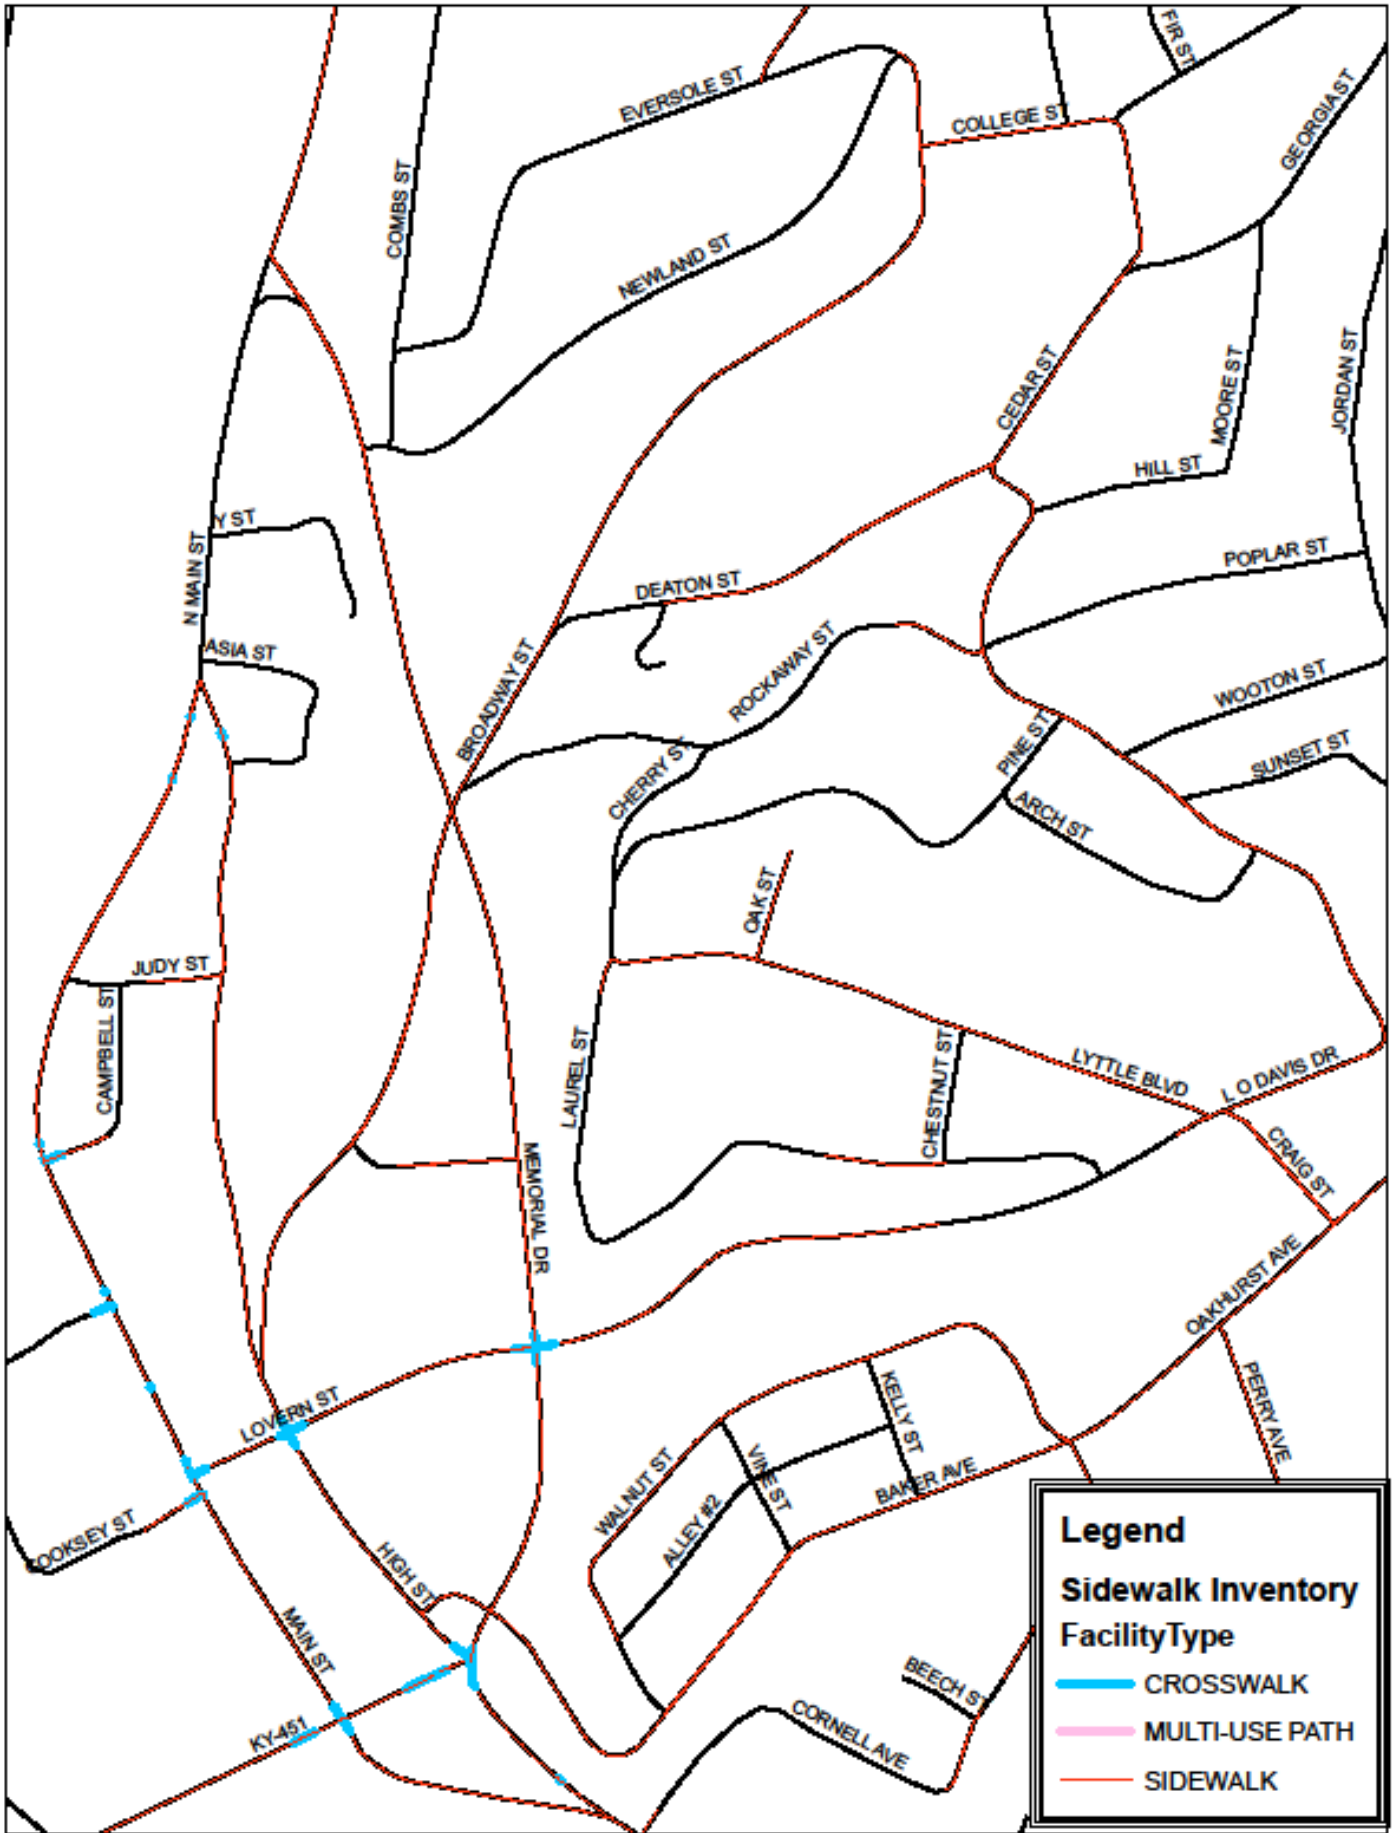 FIR ST
EVERSOLE ST
COLLEGE ST
GEORGIA ST
COMBS ST
NEWLAND ST
CEDAR ST
MOORE ST
JORDAN ST
HILL ST
Y ST
N MAIN ST
POPLAR ST
DEATON ST
ASIA ST
BROADWAY ST
ROCKAWAY ST
WOOTON ST
CHERRY ST
PINE ST
SUNSET ST
ARCH ST
OAK ST
JUDY ST
CAMPBELL ST
LAUREL ST
CHESTNUT ST
LYTTLE BLVD
L O DAVIS DR
CRAIG ST
MEMORIAL DR
OAKHURST AVE
PERRY AVE
LOVERN ST
KELLY ST
WALNUT ST
VINE ST
BAKER AVE
ALLEY #2
COOKSEY ST
HIGH ST
MAIN ST
BEECH ST
CORNELL AVE
KY-451
Legend
Sidewalk Inventory
FacilityType
CROSSWALK
MULTI-USE PATH
SIDEWALK